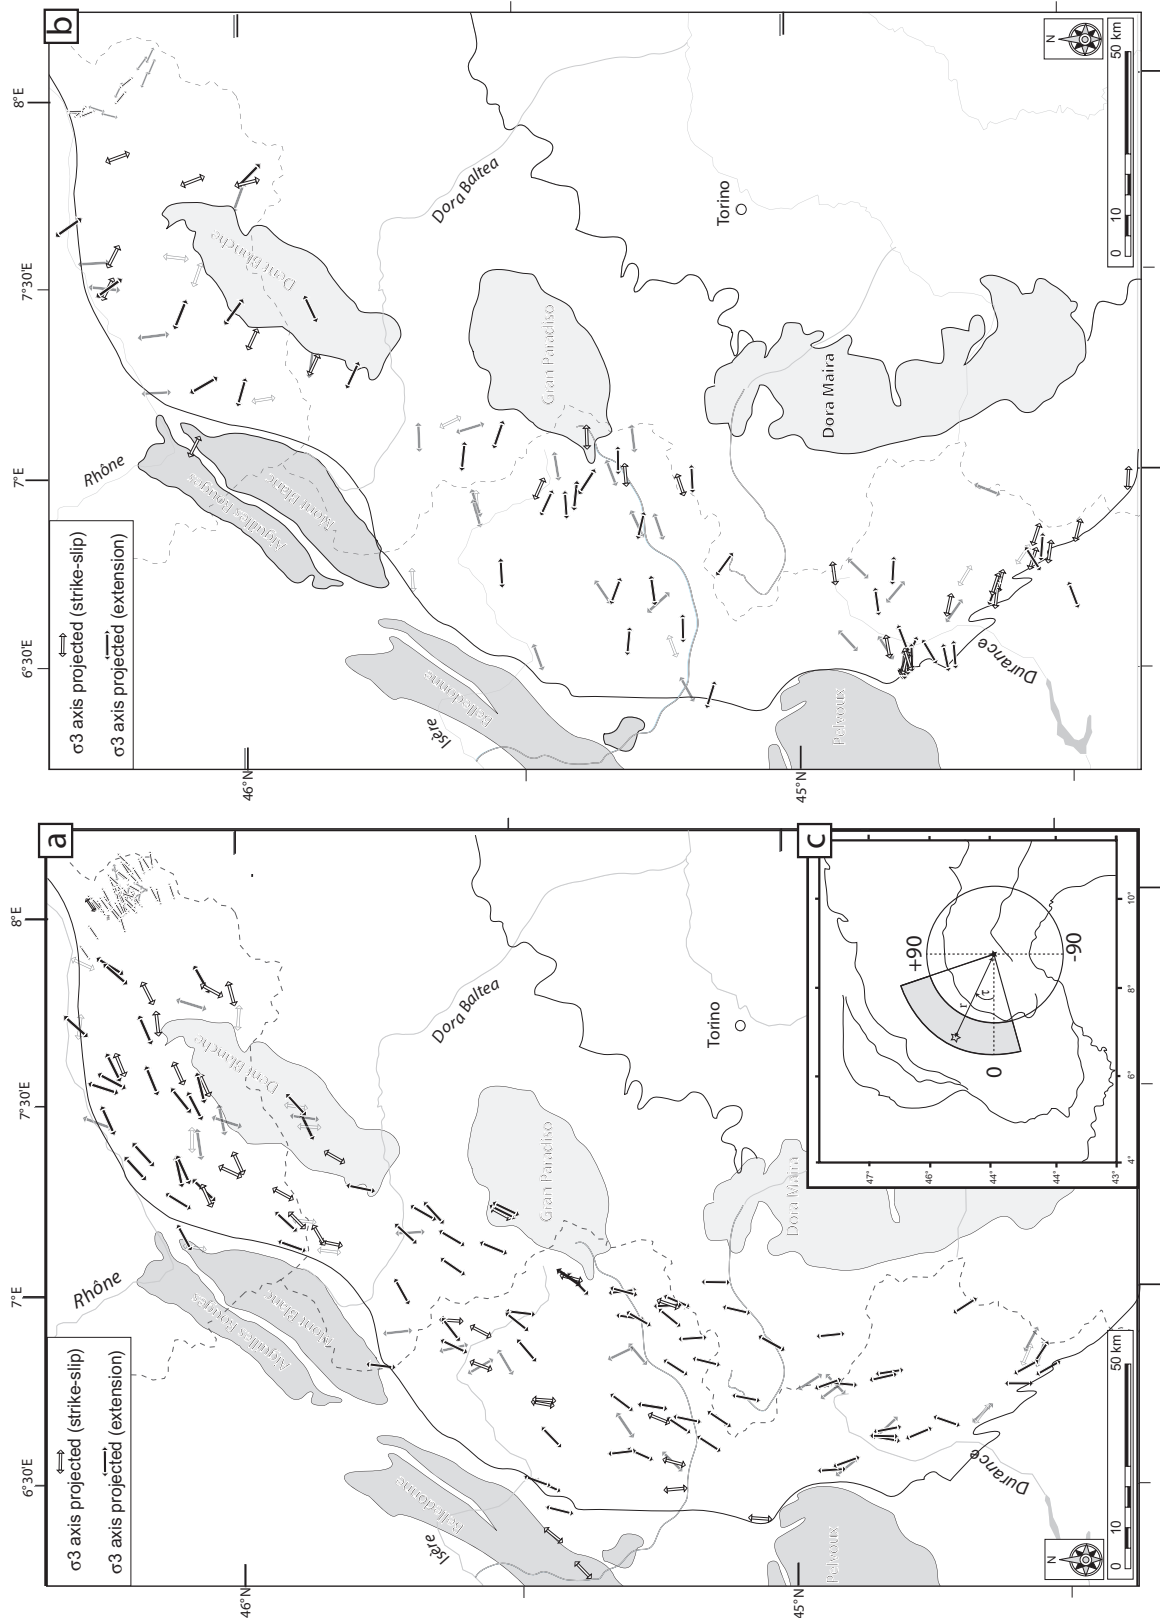 b
8°E
7°30'E
7°E
6°30'E
46°N
45°N
σ3 axis projected (strike-slip)
σ3 axis projected (extension)
Rhône
Aiguilles Rouges
Mont Blanc
Dent Blanche
Dora Baltea
Belledonne
Isère
Gran Paradiso
Torino
Dora Maira
Pelvoux
Durance
N
0
10
50 km
a
8°E
7°30'E
7°E
6°30'E
46°N
45°N
σ3 axis projected (strike-slip)
σ3 axis projected (extension)
Rhône
Aiguilles Rouges
Mont Blanc
Dent Blanche
Dora Baltea
Belledonne
Isère
Gran Paradiso
Torino
Dora Maira
Pelvoux
Durance
N
0
10
50 km
c
+90
0
-90
r
47°
46°
44°
44°
43°
4°
6°
8°
10°